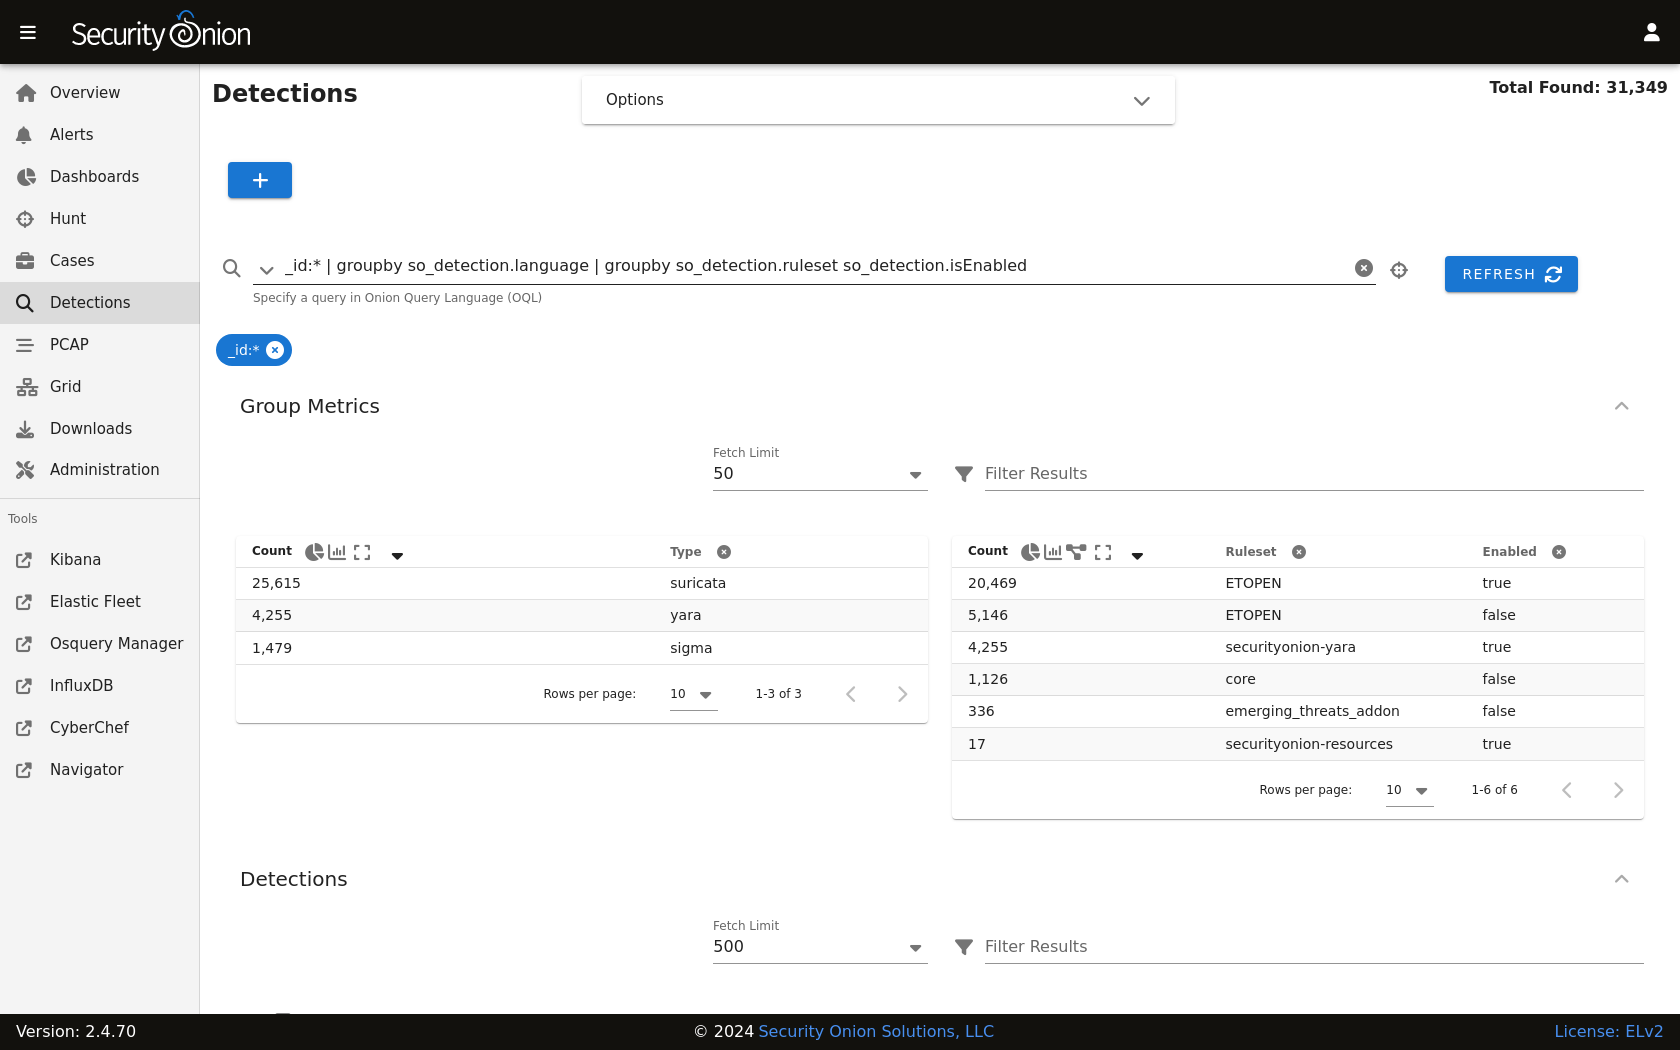 Security Onion
Overview
Alerts
Dashboards
Hunt
Cases
Detections
PCAP
Grid
Downloads
Administration
Tools
Kibana
Elastic Fleet
Osquery Manager
InfluxDB
CyberChef
Navigator
Detections
Options
Total Found: 31,349
+
_id:* | groupby so_detection.language | groupby so_detection.ruleset so_detection.isEnabled
REFRESH
Specify a query in Onion Query Language (OQL)
_id:*
Group Metrics
Fetch Limit
50
Filter Results
Count Type
25,615 suricata
4,255 yara
1,479 sigma
Rows per page: 10 1-3 of 3
Count Ruleset Enabled
20,469 ETOPEN true
5,146 ETOPEN false
4,255 securityonion-yara true
1,126 core false
336 emerging_threats_addon false
17 securityonion-resources true
Rows per page: 10 1-6 of 6
Detections
Fetch Limit
500
Filter Results
Version: 2.4.70
© 2024 Security Onion Solutions, LLC
License: ELv2